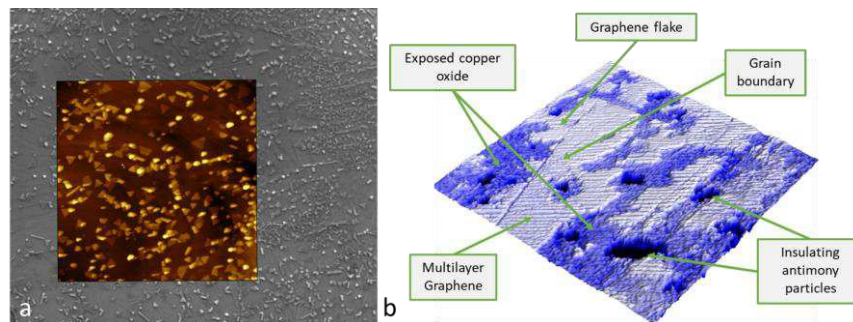 Graphene flake
Exposed copper
oxide
Grain
boundary
Multilayer
Graphene
Insulating
antimony
particles
a
b